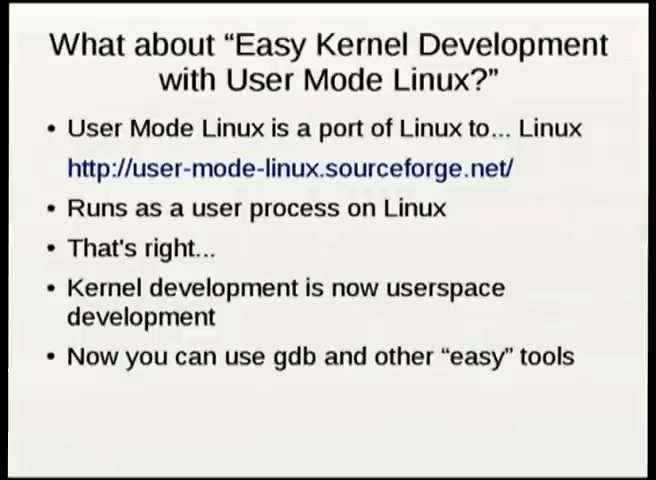 What about “Easy Kernel Development
with User Mode Linux?”
• User Mode Linux is a port of Linux to... Linux
http://user-mode-linux.sourceforge.net/
• Runs as a user process on Linux
• That's right...
• Kernel development is now userspace
development
• Now you can use gdb and other “easy” tools